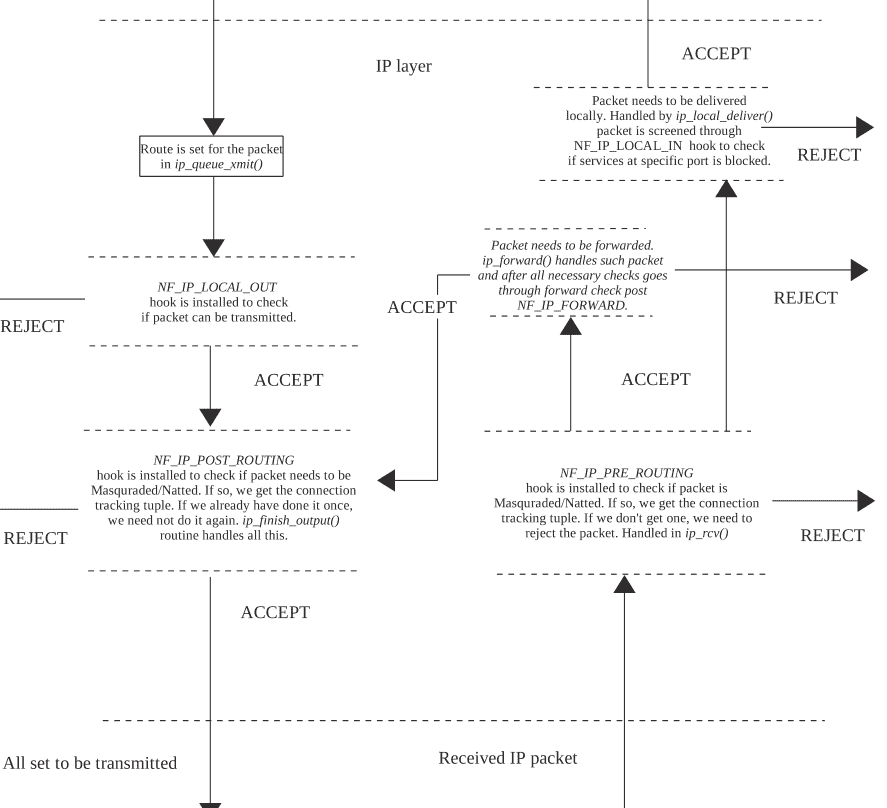 IP layer
ACCEPT
Packet needs to be delivered
locally. Handled by ip_local_deliver()
packet is screened through
NF_IP_LOCAL_IN hook to check
if services at specific port is blocked.
REJECT
Route is set for the packet
in ip_queue_xmit()
Packet needs to be forwarded.
ip_forward() handles such packet
and after all necessary checks goes
through forward check post
NF_IP_FORWARD.
REJECT
ACCEPT
NF_IP_LOCAL_OUT
hook is installed to check
if packet can be transmitted.
REJECT
ACCEPT
ACCEPT
NF_IP_POST_ROUTING
hook is installed to check if packet needs to be
Masquraded/Natted. If so, we get the connection
tracking tuple. If we already have done it once,
we need not do it again. ip_finish_output()
routine handles all this.
REJECT
NF_IP_PRE_ROUTING
hook is installed to check if packet is
Masquraded/Natted. If so, we get the connection
tracking tuple. If we don't get one, we need to
reject the packet. Handled in ip_rcv()
REJECT
ACCEPT
All set to be transmitted
Received IP packet